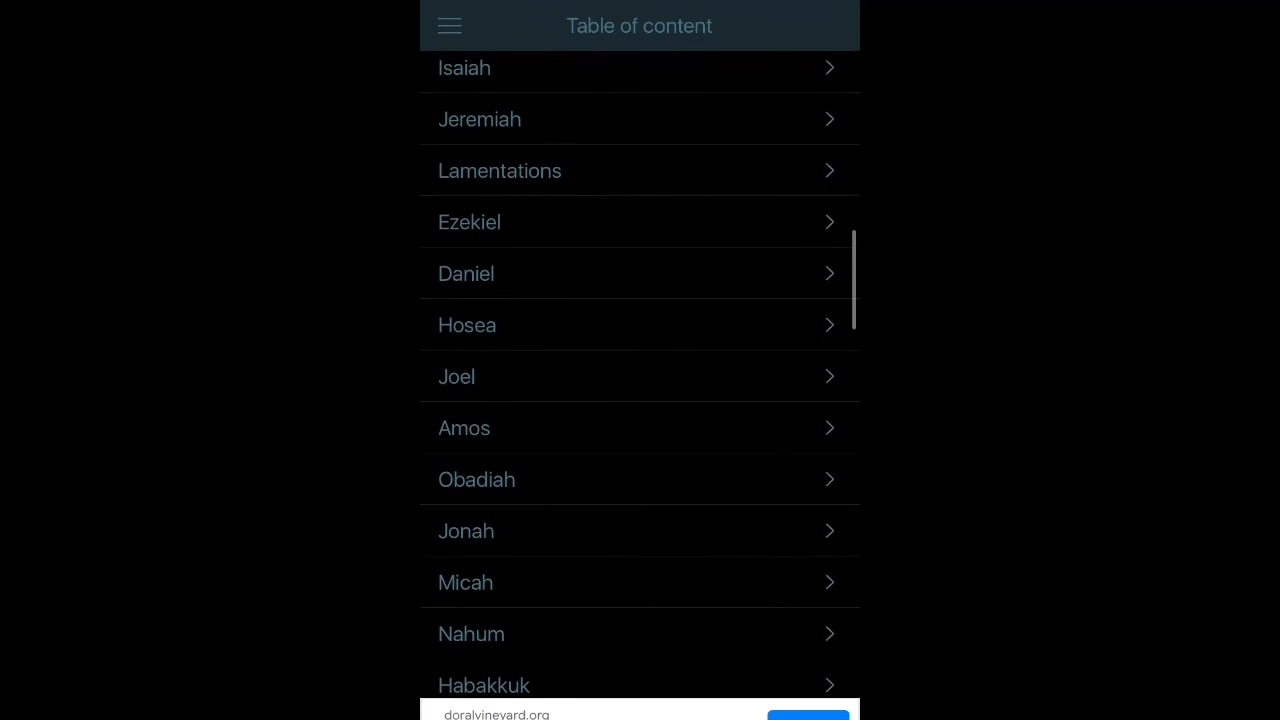 Table of content
Isaiah
Jeremiah
Lamentations
Ezekiel
Daniel
Hosea
Joel
Amos
Obadiah
Jonah
Micah
Nahum
Habakkuk
doralvineyard.org